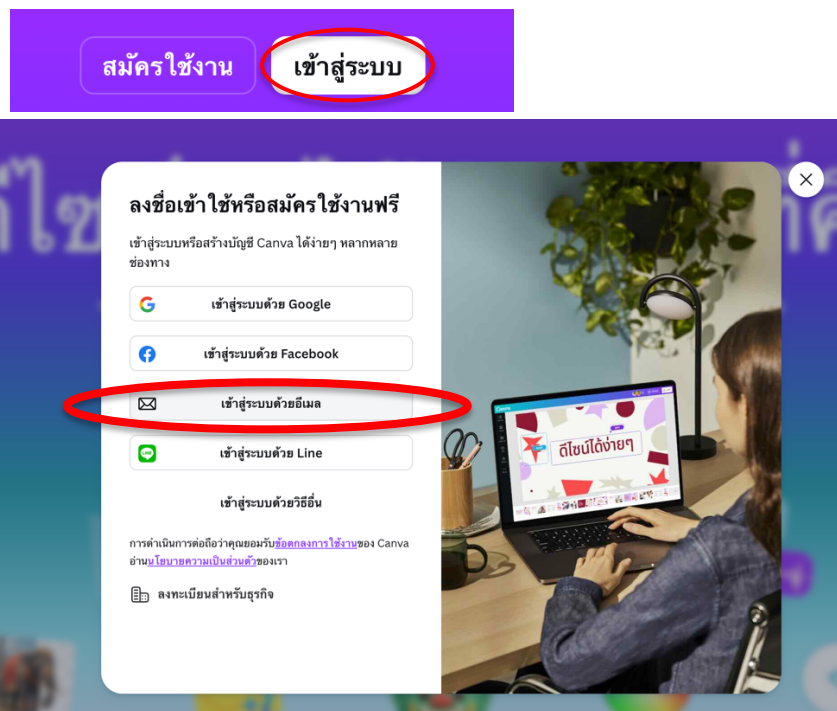 สมัครใช้งาน
เข้าสู่ระบบ
ลงชื่อเข้าใช้หรือสมัครใช้งานฟรี
เข้าสู่ระบบหรือสร้างบัญชี Canva ได้ง่ายๆ หลากหลาย
ช่องทาง
เข้าสู่ระบบด้วย Google
เข้าสู่ระบบด้วย Facebook
เข้าสู่ระบบด้วยอีเมล
เข้าสู่ระบบด้วย Line
เข้าสู่ระบบด้วยวิธีอื่น
การดำเนินการต่อถือว่าคุณยอมรับข้อตกลงการใช้งานของ Canva
อ่านนโยบายความเป็นส่วนตัวของเรา
ลงทะเบียนสำหรับธุรกิจ
Canva
ดีไซน์ได้ง่ายๆ